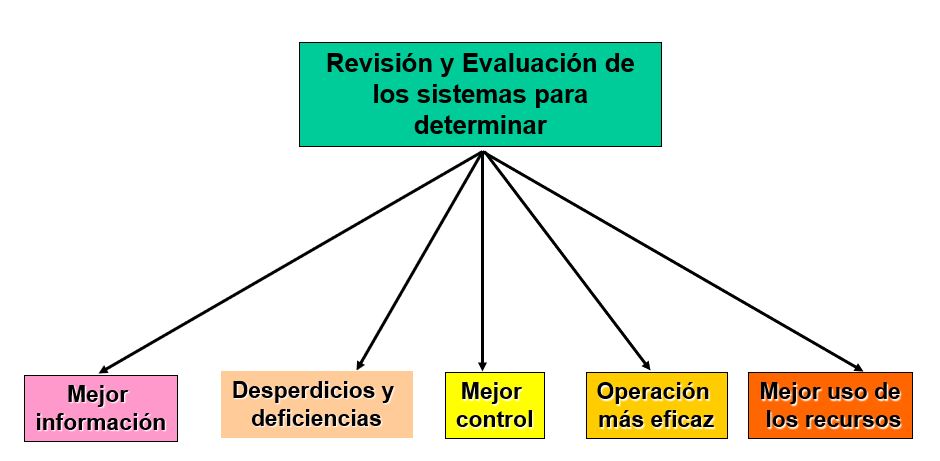 Revisión y Evaluación de
los sistemas para
determinar
Mejor
información
Desperdicios y
deficiencias
Mejor
control
Operación
más eficaz
Mejor uso de
los recursos